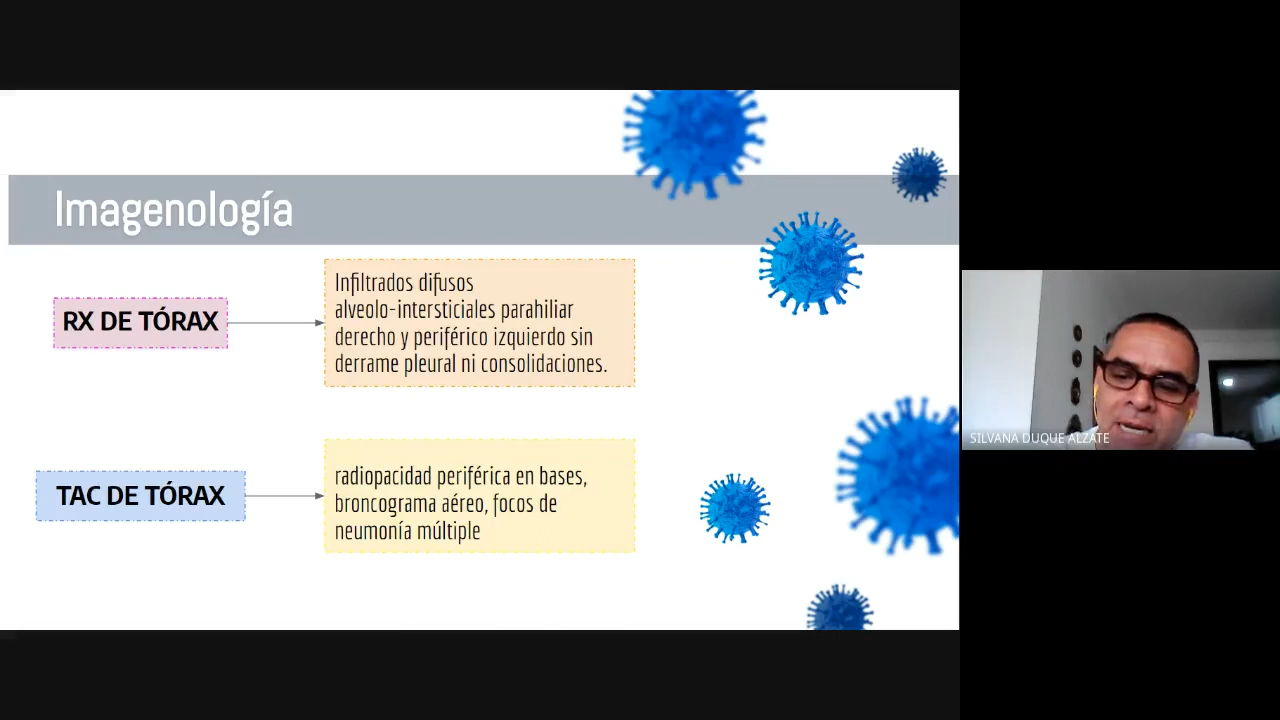 Imagenología
RX DE TÓRAX
Infiltrados difusos
alveolo-intersticiales parahiliar
derecho y periférico izquierdo sin
derrame pleural ni consolidaciones.
TAC DE TÓRAX
radiopacidad periférica en bases,
broncograma aéreo, focos de
neumonía múltiple
SILVANA DUQUE ALZATE